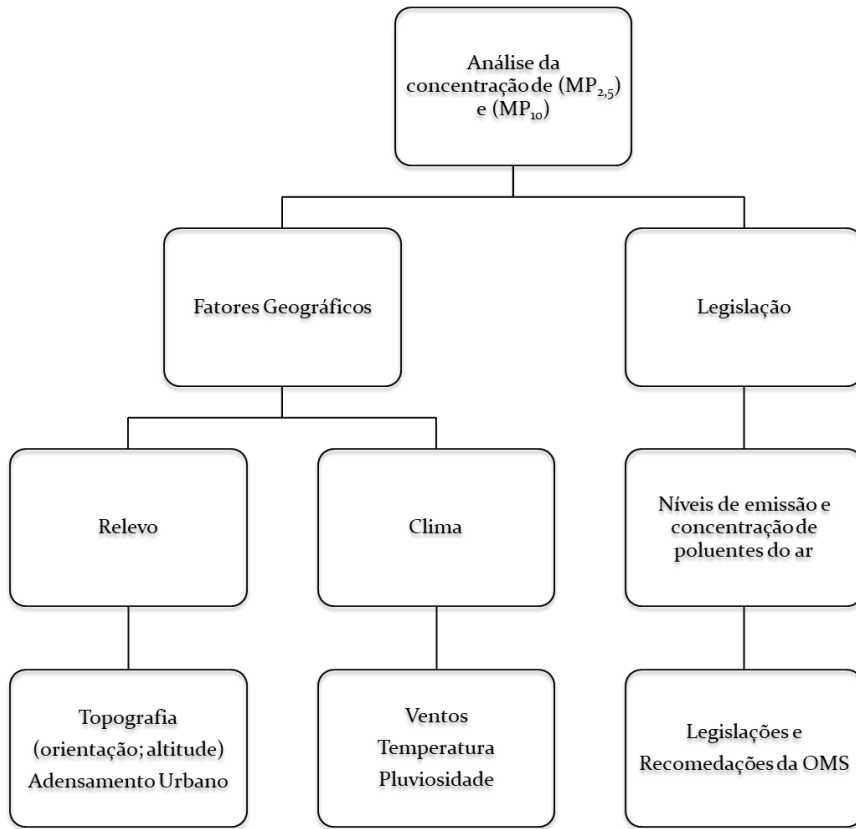 Análise da
concentração de (MP₂,₅)
e (MP₁₀)
Fatores Geográficos
Legislação
Relevo
Clima
Níveis de emissão e
concentração de
poluentes do ar
Topografia
(orientação; altitude)
Adensamento Urbano
Ventos
Temperatura
Pluviosidade
Legislações e
Recomedações da OMS